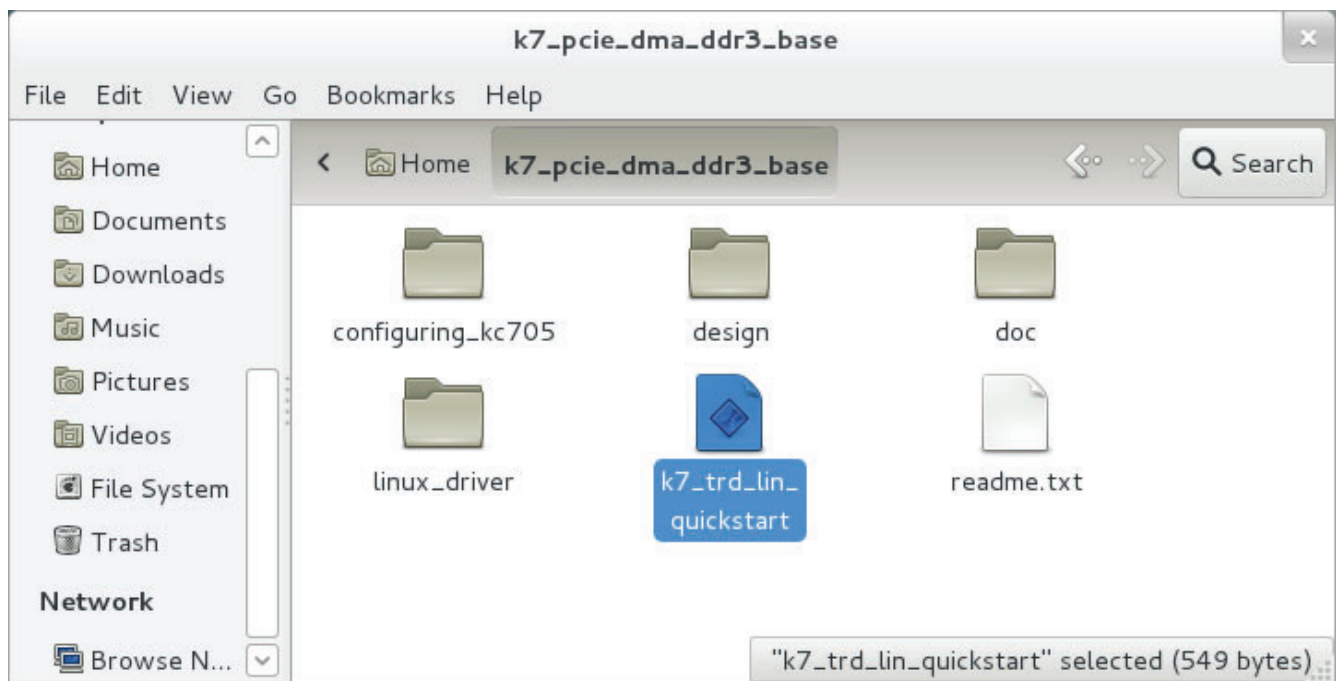 k7_pcie_dma_ddr3_base
File Edit View Go Bookmarks Help
Home
Documents
Downloads
Music
Pictures
Videos
File System
Trash
Network
Browse N...
Home k7_pcie_dma_ddr3_base Search
configuring_kc705 design doc
linux_driver k7_trd_lin_ readme.txt
quickstart
"k7_trd_lin_quickstart" selected (549 bytes)